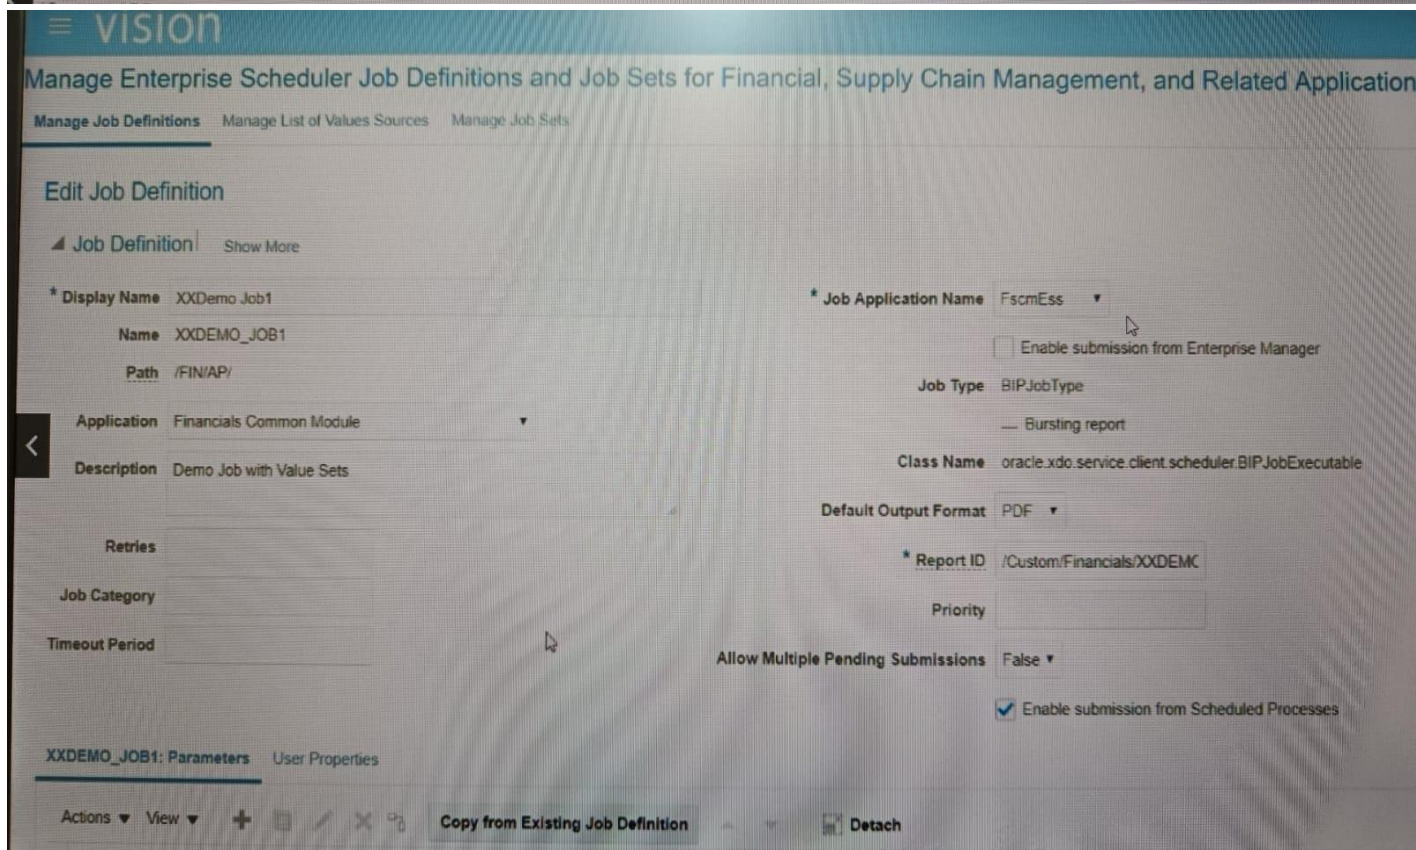 vision
Manage Enterprise Scheduler Job Definitions and Job Sets for Financial, Supply Chain Management, and Related Application
Manage Job Definitions Manage List of Values Sources Manage Job Sets
Edit Job Definition
Job Definition Show More
* Display Name XXDemo Job1
Name XXDEMO_JOB1
Path /FIN/AP/
Application Financials Common Module
Description Demo Job with Value Sets
Retries
Job Category
Timeout Period
* Job Application Name FscmEss
Enable submission from Enterprise Manager
Job Type BIPJobType
Bursting report
Class Name oracle.xdo.service.client.scheduler.BIPJobExecutable
Default Output Format PDF
* Report ID /Custom/Financials/XXDEMC
Priority
Allow Multiple Pending Submissions False
Enable submission from Scheduled Processes
XXDEMO_JOB1: Parameters User Properties
Actions View Copy from Existing Job Definition Detach